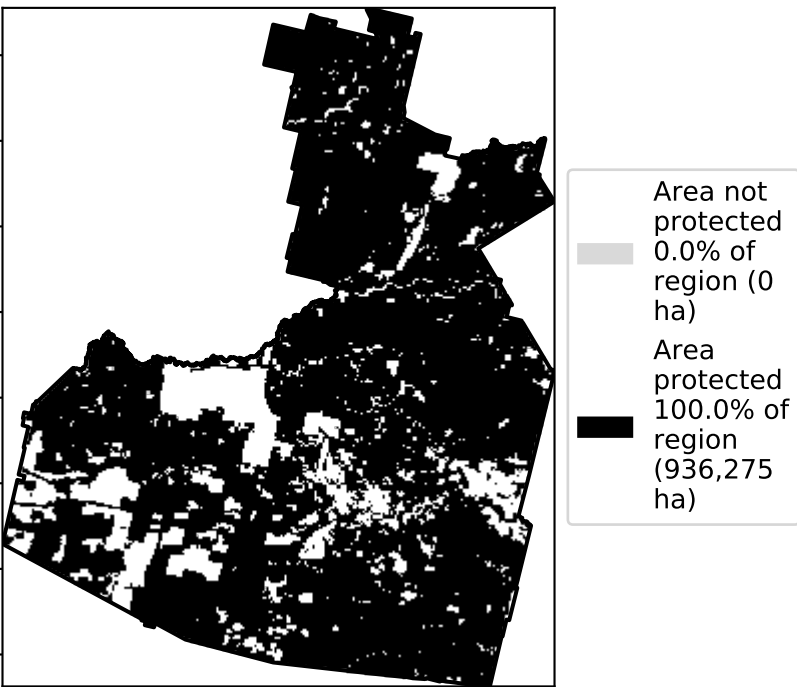 Area not
protected
0.0% of
region (0
ha)
Area
protected
100.0% of
region
(936,275
ha)